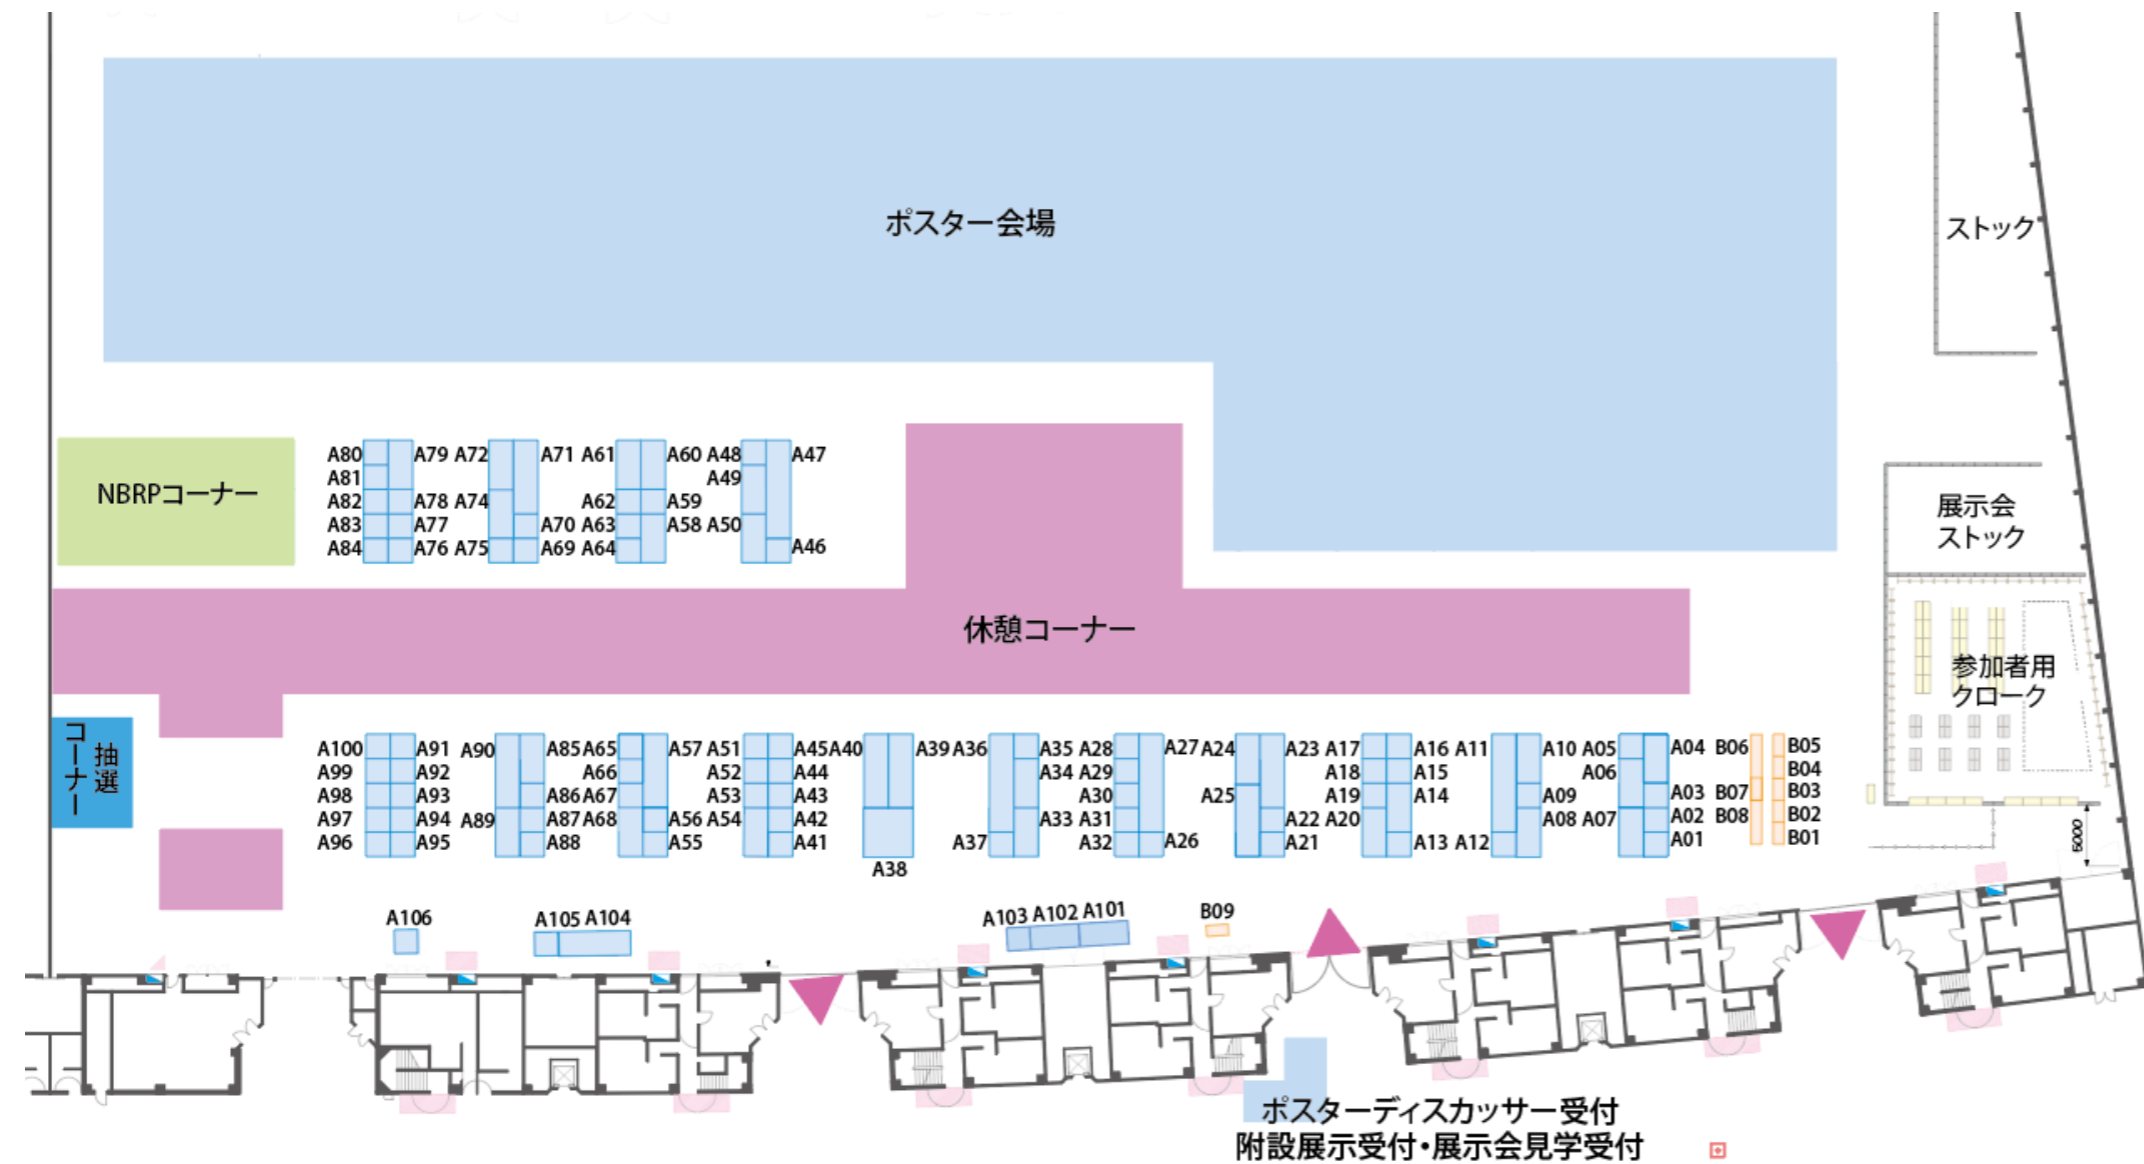 ポスター会場
ストック
NBRPコーナー
A80 A79 A72 A71 A61 A60 A48 A47
A81 A49
A82 A78 A74 A62 A59
A83 A77 A70 A63 A58 A50
A84 A76 A75 A69 A64 A46
展示会
ストック
休憩コーナー
参加者用
クローク
抽選
コーナー
A100 A91 A90 A85 A65 A57 A51 A45 A40 A39 A36 A35 A28 A27 A24 A23 A17 A16 A11 A10 A05 A04 B06 B05
A99 A92 A66 A52 A44 A34 A29 A18 A15 A06 B04
A98 A93 A86 A67 A53 A43 A30 A25 A19 A14 A09 A03 B07 B03
A97 A94 A89 A87 A68 A56 A54 A42 A33 A31 A22 A20 A08 A07 A02 B08 B02
A96 A95 A88 A55 A41 A37 A32 A26 A21 A13 A12 A01 B01
A38
5000
A106 A105 A104 A103 A102 A101 B09
ポスターディスカッサー受付
附設展示受付・展示会見学受付